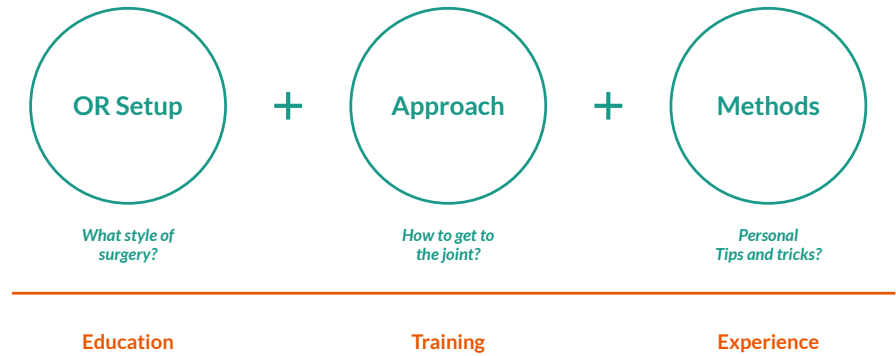 OR Setup + Approach + Methods
What style of
surgery?
How to get to
the joint?
Personal
Tips and tricks?
Education Training Experience